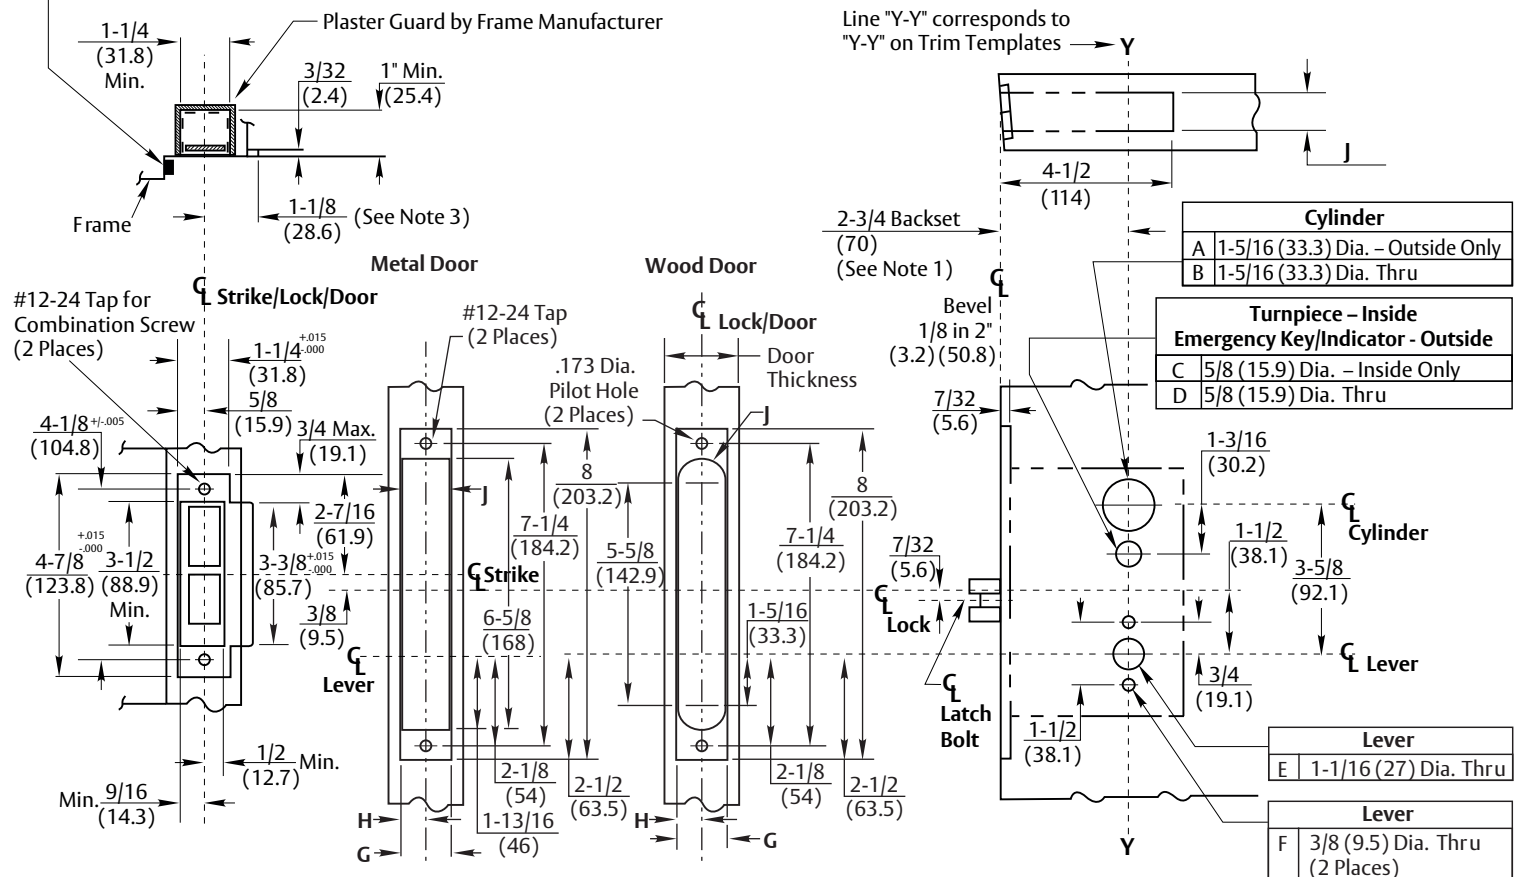 Plaster Guard by Frame Manufacturer
1-1/4
(31.8)
Min.
3/32
(2.4)
1" Min.
(25.4)
Frame
1-1/8 (See Note 3)
(28.6)
Line "Y-Y" corresponds to
"Y-Y" on Trim Templates
Y
J
4-1/2
(114)
2-3/4 Backset
(70)
(See Note 1)
CL
Bevel
1/8 in 2"
(3.2) (50.8)
Cylinder
A 1-5/16 (33.3) Dia. – Outside Only
B 1-5/16 (33.3) Dia. Thru
Turnpiece – Inside
Emergency Key/Indicator - Outside
C 5/8 (15.9) Dia. – Inside Only
D 5/8 (15.9) Dia. Thru
CL Strike/Lock/Door
#12-24 Tap for
Combination Screw
(2 Places)
1-1/4 +.015 -.000
(31.8)
5/8
(15.9)
4-1/8 +/-.005
(104.8)
3/4 Max.
(19.1)
2-7/16
(61.9)
4-7/8
(123.8)
+.015 -.000
3-1/2
(88.9)
Min.
3-3/8 +.015 -.000
(85.7)
3/8
(9.5)
1/2 Min.
(12.7)
Min. 9/16
(14.3)
Metal Door
#12-24 Tap
(2 Places)
J
8
(203.2)
7-1/4
(184.2)
CL Strike
6-5/8
(168)
CL
Lever
2-1/8
(54)
2-1/2
(63.5)
1-13/16
(46)
H
G
Wood Door
CL Lock/Door
Door
Thickness
.173 Dia.
Pilot Hole
(2 Places)
J
8
(203.2)
7-1/4
(184.2)
5-5/8
(142.9)
1-5/16
(33.3)
2-1/8
(54)
2-1/2
(63.5)
H
G
7/32
(5.6)
1-3/16
(30.2)
CL
Cylinder
1-1/2
(38.1)
3-5/8
(92.1)
7/32
(5.6)
CL
Lock
CL Lever
3/4
(19.1)
CL
Latch
Bolt
1-1/2
(38.1)
Y
Lever
E 1-1/16 (27) Dia. Thru
Lever
F 3/8 (9.5) Dia. Thru
(2 Places)